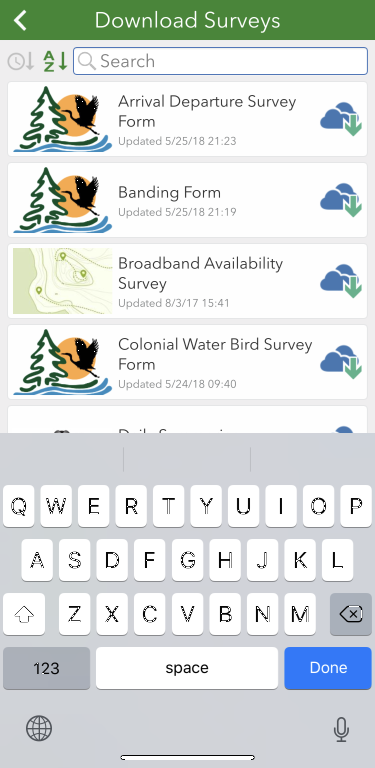 Download Surveys
A
Z
Search
Arrival Departure Survey
Form
Updated 5/25/18 21:23
Banding Form
Updated 5/25/18 21:19
Broadband Availability
Survey
Updated 8/3/17 15:41
Colonial Water Bird Survey
Form
Updated 5/24/18 09:40
Q W E R T Y U I O P
A S D F G H J K L
Z X C V B N M
123 space Done